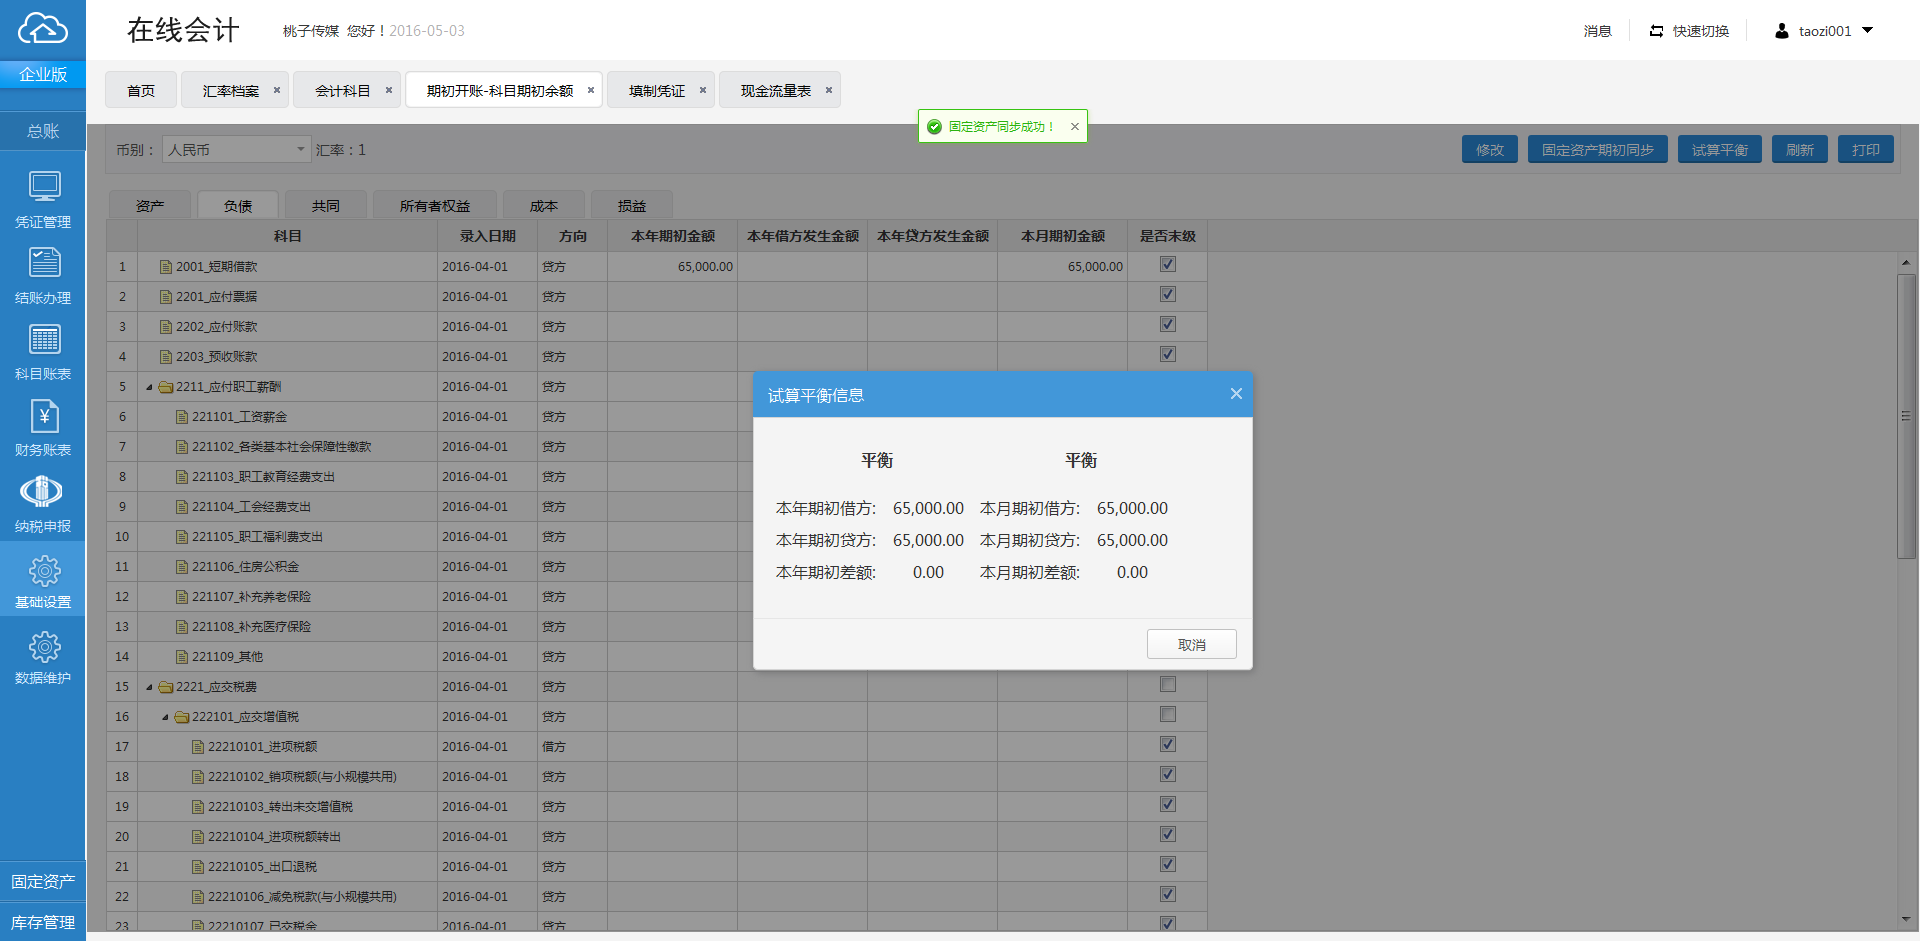 在线会计 桃子传媒 您好！2016-05-03 消息 快速切换 taozi001
企业版
首页 汇率档案 会计科目 期初开账-科目期初余额 填制凭证 现金流量表
固定资产同步成功！
总账
币别： 人民币 汇率：1 修改 固定资产期初同步 试算平衡 刷新 打印
凭证管理
结账办理
科目账表
财务账表
纳税申报
基础设置
数据维护
固定资产
库存管理
资产 负债 共同 所有者权益 成本 损益
科目 录入日期 方向 本年期初金额 本年借方发生金额 本年贷方发生金额 本月期初金额 是否末级
1 2001_短期借款 2016-04-01 贷方 65,000.00 65,000.00
2 2201_应付票据 2016-04-01 贷方
3 2202_应付账款 2016-04-01 贷方
4 2203_预收账款 2016-04-01 贷方
5 2211_应付职工薪酬 2016-04-01 贷方
6 221101_工资薪金 2016-04-01 贷方
7 221102_各类基本社会保障性缴款 2016-04-01 贷方
8 221103_职工教育经费支出 2016-04-01 贷方
9 221104_工会经费支出 2016-04-01 贷方
10 221105_职工福利费支出 2016-04-01 贷方
11 221106_住房公积金 2016-04-01 贷方
12 221107_补充养老保险 2016-04-01 贷方
13 221108_补充医疗保险 2016-04-01 贷方
14 221109_其他 2016-04-01 贷方
15 2221_应交税费 2016-04-01 贷方
16 222101_应交增值税 2016-04-01 贷方
17 22210101_进项税额 2016-04-01 借方
18 22210102_销项税额(与小规模共用) 2016-04-01 贷方
19 22210103_转出未交增值税 2016-04-01 贷方
20 22210104_进项税额转出 2016-04-01 贷方
21 22210105_出口退税 2016-04-01 贷方
22 22210106_减免税款(与小规模共用) 2016-04-01 贷方
23 22210107_已交税金 2016-04-01 贷方
试算平衡信息
平衡 平衡
本年期初借方: 65,000.00 本月期初借方: 65,000.00
本年期初贷方: 65,000.00 本月期初贷方: 65,000.00
本年期初差额: 0.00 本月期初差额: 0.00
取消